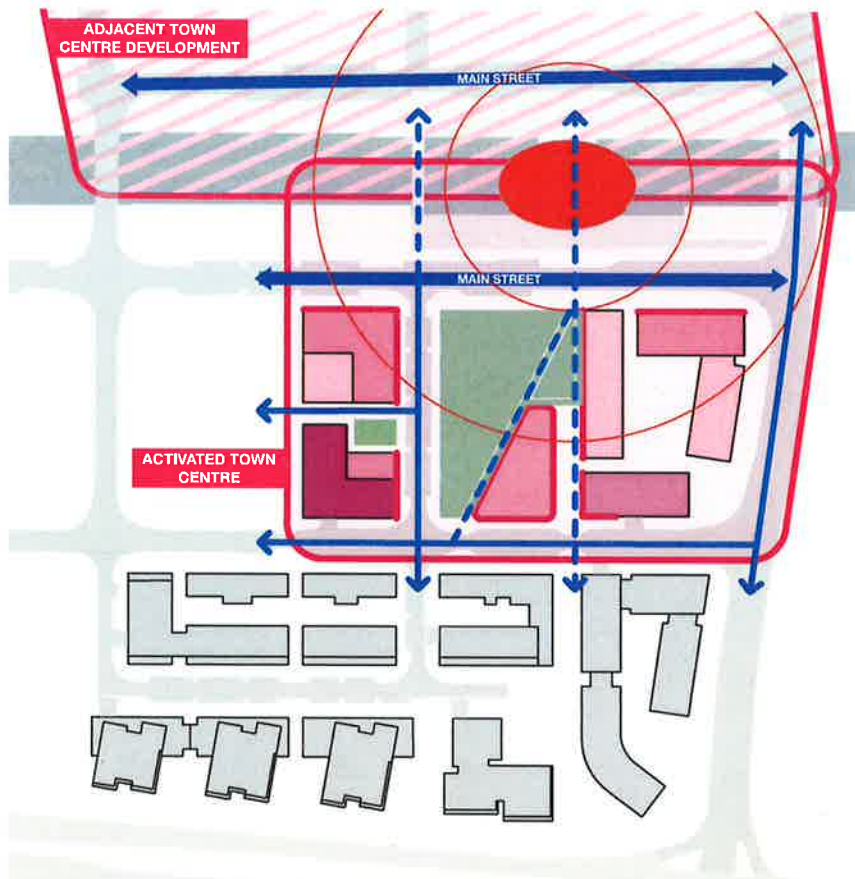 ADJACENT TOWN
CENTRE DEVELOPMENT
MAIN STREET
MAIN STREET
ACTIVATED TOWN
CENTRE